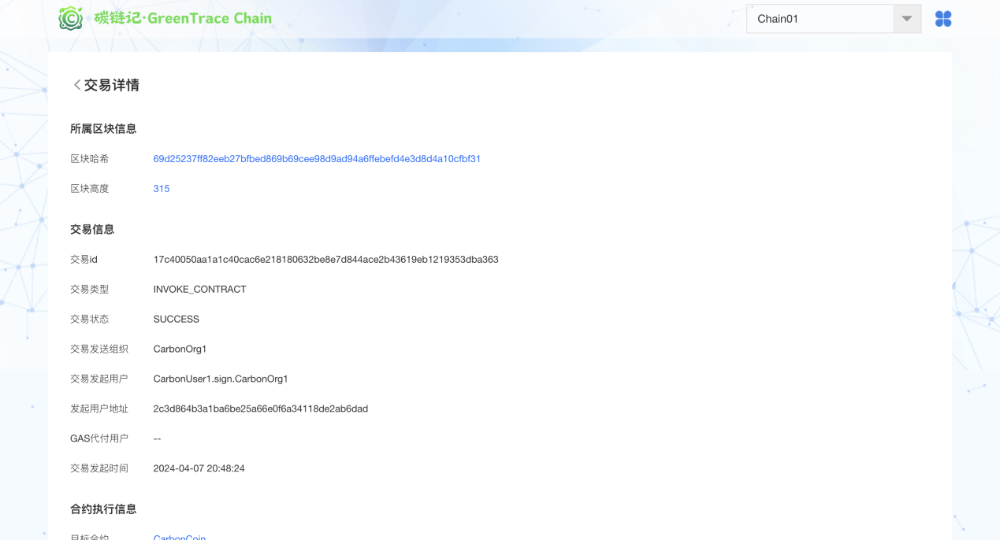 碳链记·GreenTrace Chain
Chain01
交易详情
所属区块信息
区块哈希 69d25237ff82eeb27bfbed869b69cee98d9ad94a6ffebefd4e3d8d4a10cfbf31
区块高度 315
交易信息
交易id 17c40050aa1a1c40cac6e218180632be8e7d844ace2b43619eb1219353dba363
交易类型 INVOKE_CONTRACT
交易状态 SUCCESS
交易发送组织 CarbonOrg1
交易发起用户 CarbonUser1.sign.CarbonOrg1
发起用户地址 2c3d864b3a1ba6be25a66e0f6a34118de2ab6dad
GAS代付用户 --
交易发起时间 2024-04-07 20:48:24
合约执行信息
目标合约 CarbonCoin